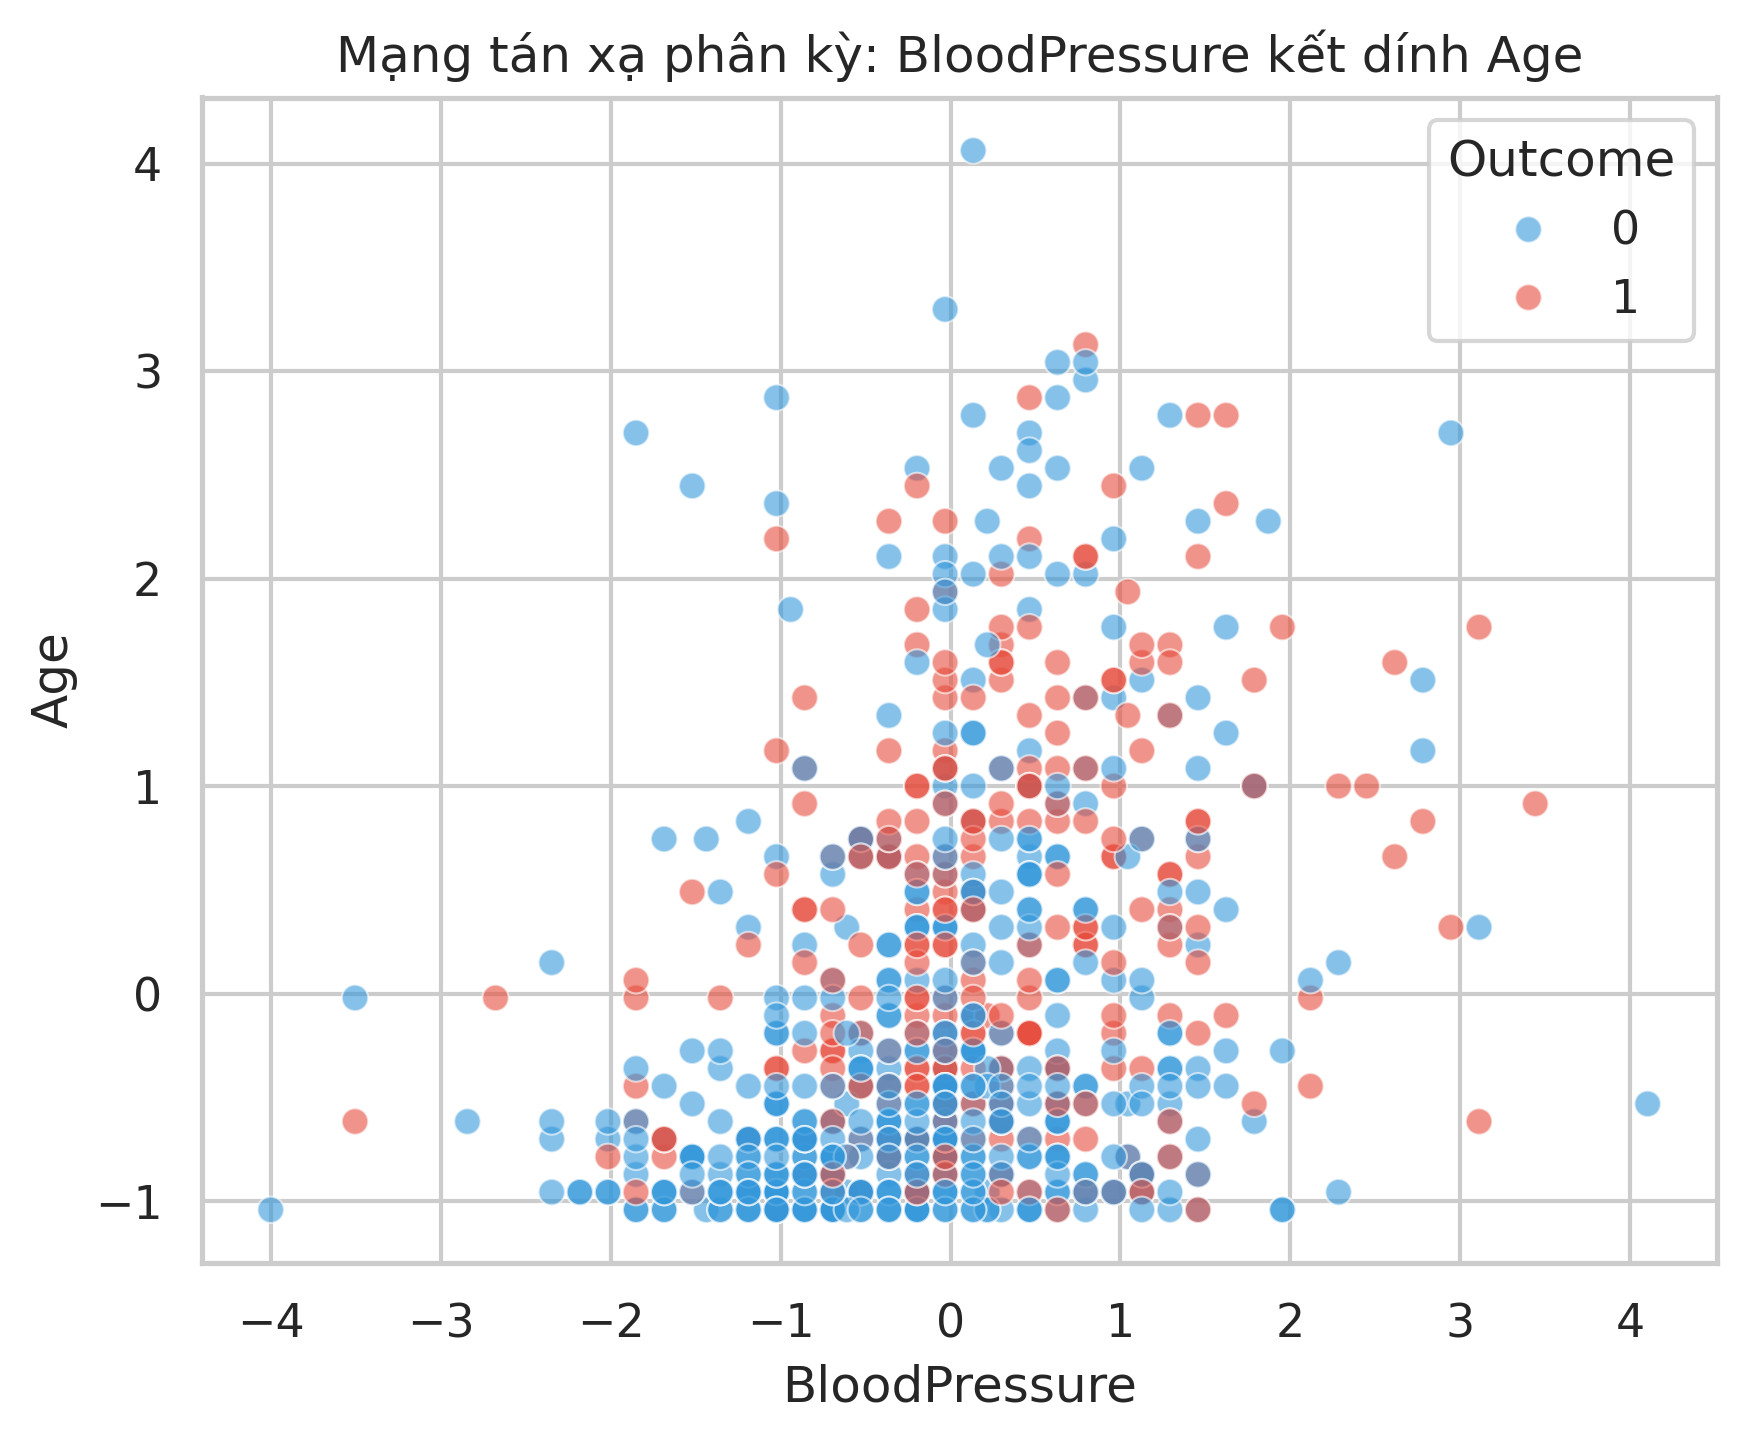 Mạng tán xạ phân kỳ: BloodPressure kết dính Age
Outcome
0
1
4
3
2
1
0
−1
Age
−4 −3 −2 −1 0 1 2 3 4
BloodPressure